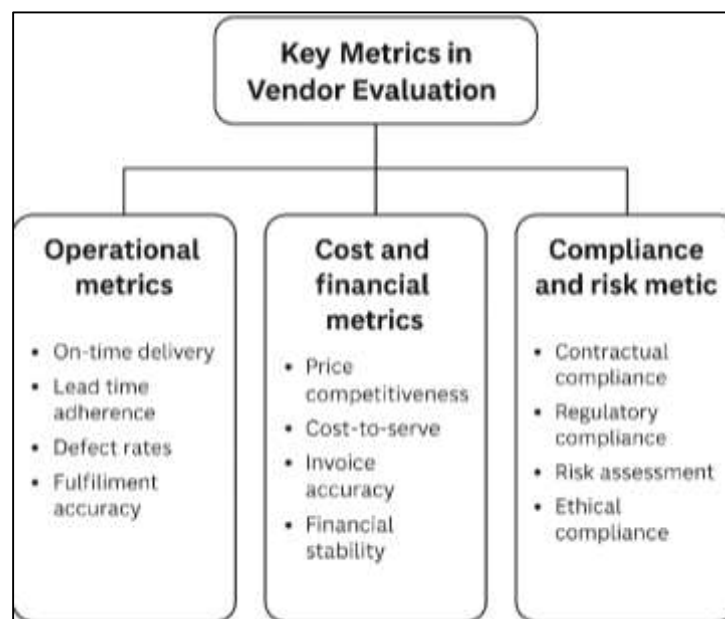 Key Metrics in
Vendor Evaluation
Operational
metrics
• On-time delivery
• Lead time
adherence
• Defect rates
• Fulfiliment
accuracy
Cost and
financial
metrics
• Price
competitiveness
• Cost-to-serve
• Invoice
accuracy
• Financial
stability
Compliance
and risk metic
• Contractual
compliance
• Regulatory
compliance
• Risk assessment
• Ethical
compliance